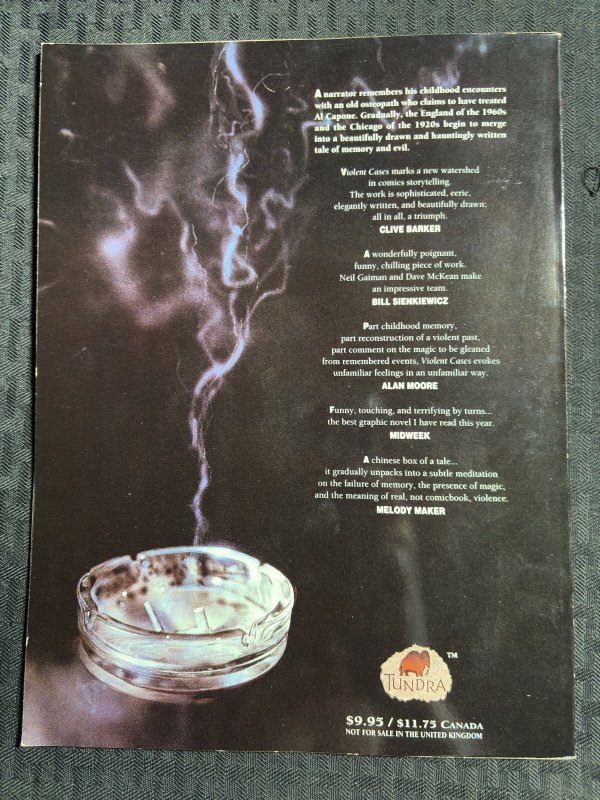 A narrator remembers his childhood encounters
with an old osteopath who claims to have treated
Al Capone. Gradually, the England of the 1960s
and the Chicago of the 1920s begin to merge
into a beautifully drawn and hauntingly written
tale of memory and evil.
Violent Cases marks a new watershed
in comics storytelling.
The work is sophisticated, eerie,
elegantly written, and beautifully drawn;
all in all, a triumph.
CLIVE BARKER
A wonderfully poignant,
funny, chilling piece of work.
Neil Gaiman and Dave McKean make
an impressive team.
BILL SIENKIEWICZ
Part childhood memory,
part reconstruction of a violent past,
part comment on the magic to be gleaned
from remembered events, Violent Cases evokes
unfamiliar feelings in an unfamiliar way.
ALAN MOORE
Funny, touching, and terrifying by turns...
the best graphic novel I have read this year.
MIDWEEK
A chinese box of a tale...
it gradually unpacks into a subtle meditation
on the failure of memory, the presence of magic,
and the meaning of real, not comicbook, violence.
MELODY MAKER
TUNDRA TM
$9.95 / $11.75 CANADA
NOT FOR SALE IN THE UNITED KINGDOM